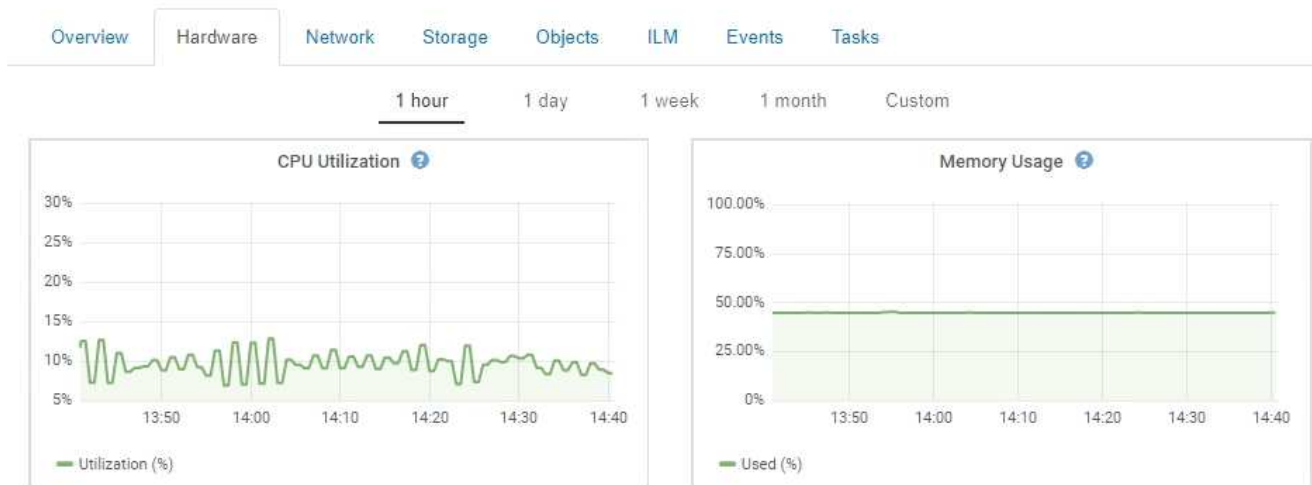 Overview Hardware Network Storage Objects ILM Events Tasks
1 hour 1 day 1 week 1 month Custom
CPU Utilization ?
30%
25%
20%
15%
10%
5%
13:50 14:00 14:10 14:20 14:30 14:40
Utilization (%)
Memory Usage ?
100.00%
75.00%
50.00%
25.00%
0%
13:50 14:00 14:10 14:20 14:30 14:40
Used (%)